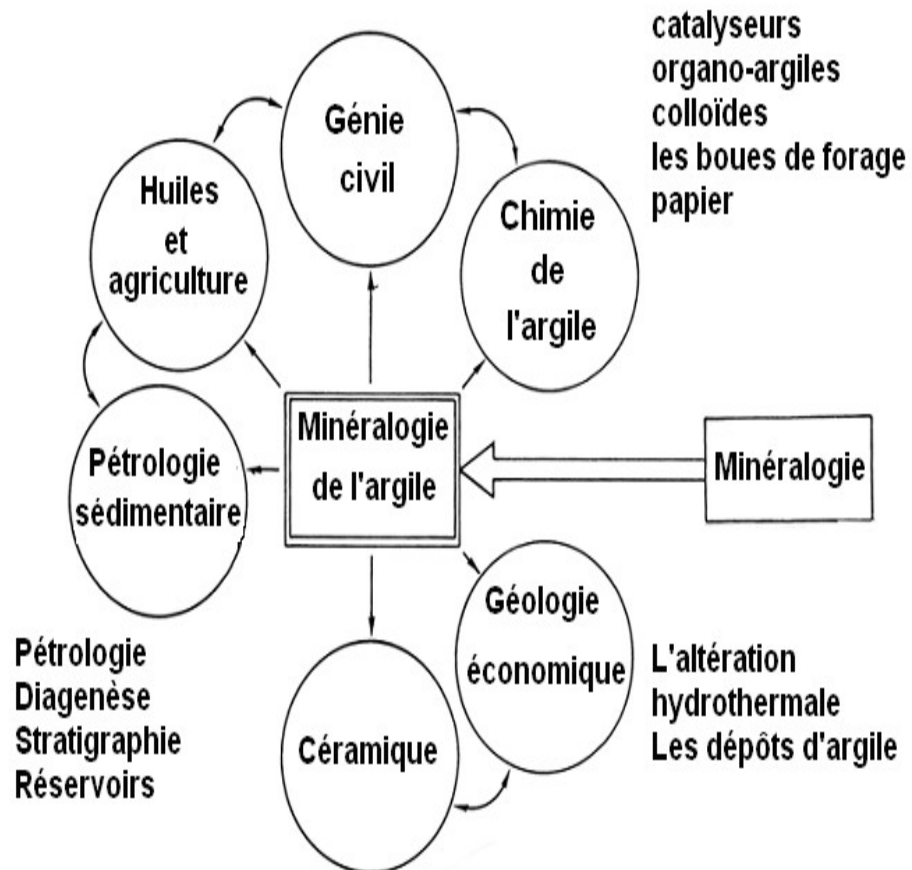 catalyseurs
organo-argiles
colloïdes
les boues de forage
papier
Génie
civil
Huiles
et
agriculture
Chimie
de
l'argile
Pétrologie
sédimentaire
Minéralogie
de l'argile
Minéralogie
Géologie
économique
Céramique
Pétrologie
Diagenèse
Stratigraphie
Réservoirs
L'altération
hydrothermale
Les dépôts d'argile